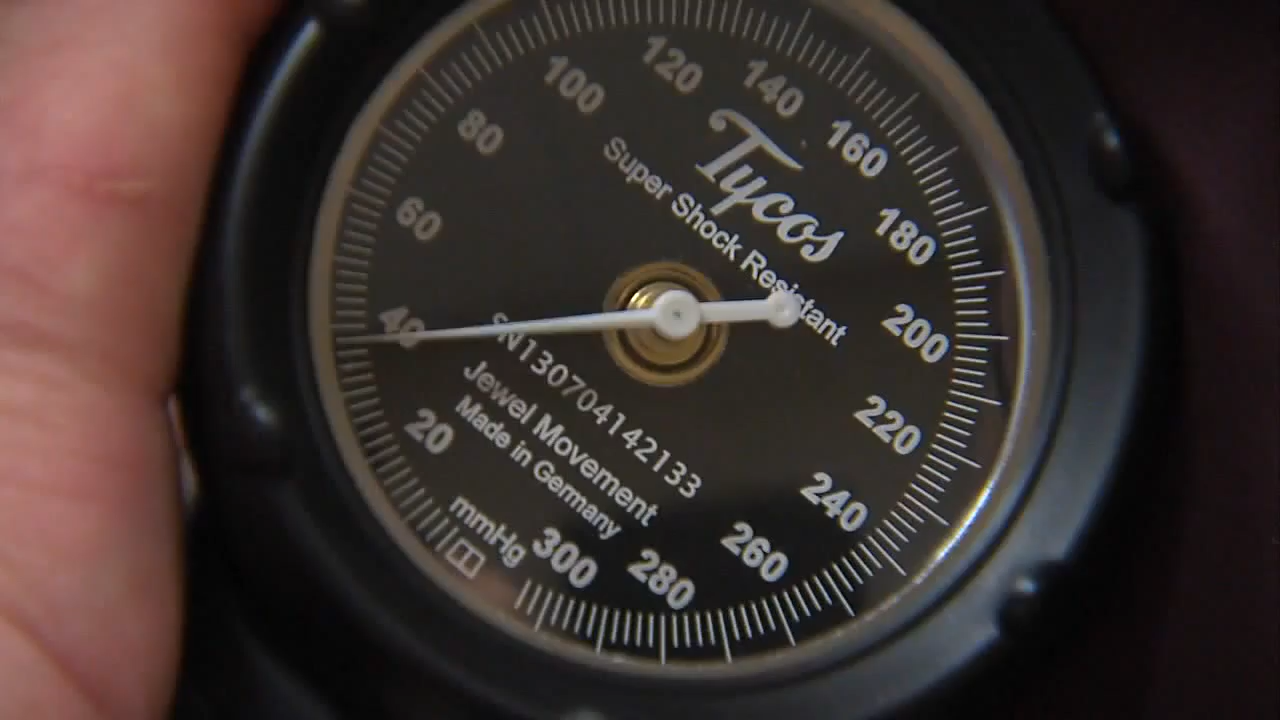 20
40
60
80
100
120
140
160
180
200
220
240
260
280
300
mmHg
Tycos
Super Shock Resistant
SN130704142133
Jewel Movement
Made in Germany